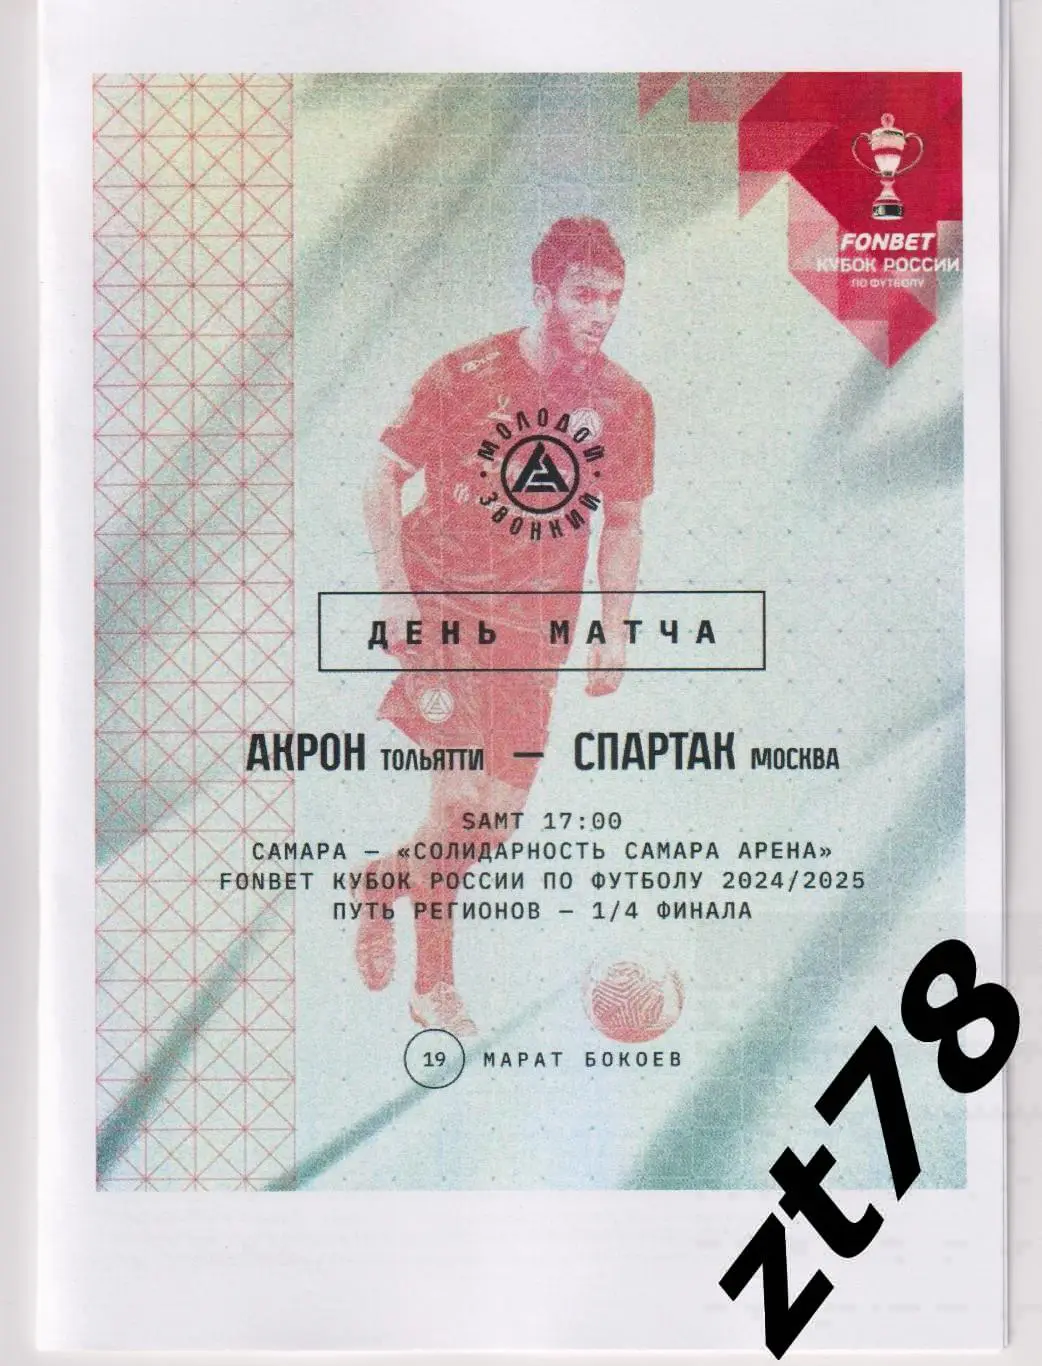 FONBET
КУБОК РОССИИ
ПО ФУТБОЛУ
МОЛОДОЙ
ЗВОНКИЙ
ДЕНЬ МАТЧА
АКРОН ТОЛЬЯТТИ — СПАРТАК МОСКВА
SAMT 17:00
САМАРА — «СОЛИДАРНОСТЬ САМАРА АРЕНА»
FONBET КУБОК РОССИИ ПО ФУТБОЛУ 2024/2025
ПУТЬ РЕГИОНОВ — 1/4 ФИНАЛА
19 МАРАТ БОКОЕВ
zt78